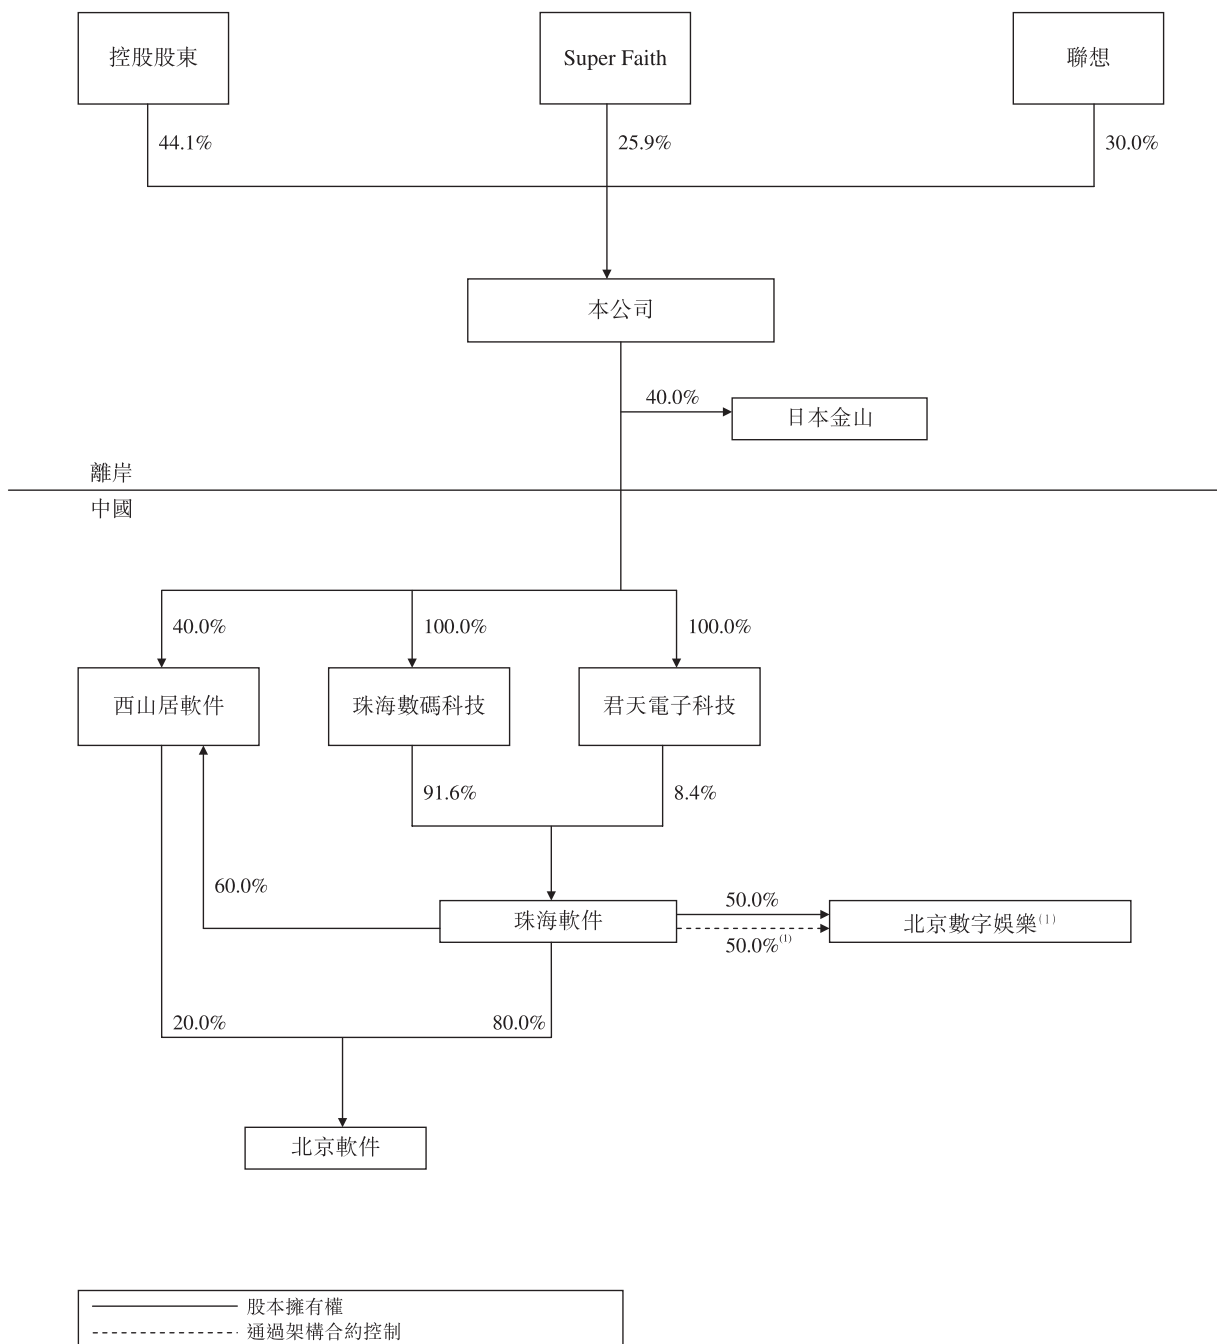 控股股東
Super Faith
聯想
44.1%
25.9%
30.0%
本公司
40.0%
日本金山
離岸
中國
40.0%
100.0%
100.0%
西山居軟件
珠海數碼科技
君天電子科技
91.6%
8.4%
60.0%
珠海軟件
50.0%
50.0%(1)
北京數字娛樂(1)
20.0%
80.0%
北京軟件
股本擁有權
通過架構合約控制